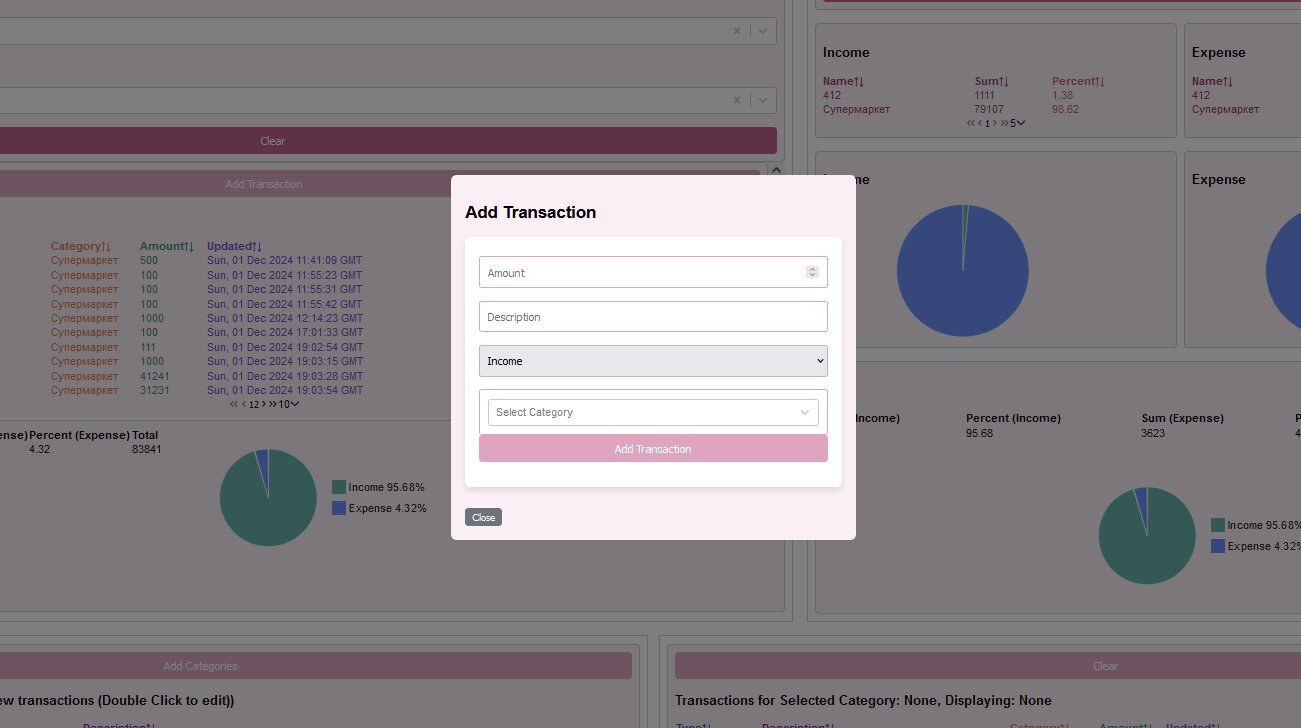 Clear
Add Transaction
Category↑↓ Amount↑↓ Updated↑↓
Супермаркет 500 Sun, 01 Dec 2024 11:41:09 GMT
Супермаркет 100 Sun, 01 Dec 2024 11:55:23 GMT
Супермаркет 100 Sun, 01 Dec 2024 11:55:31 GMT
Супермаркет 100 Sun, 01 Dec 2024 11:55:42 GMT
Супермаркет 1000 Sun, 01 Dec 2024 12:14:23 GMT
Супермаркет 100 Sun, 01 Dec 2024 17:01:33 GMT
Супермаркет 111 Sun, 01 Dec 2024 19:02:54 GMT
Супермаркет 1000 Sun, 01 Dec 2024 19:03:15 GMT
Супермаркет 41241 Sun, 01 Dec 2024 19:03:28 GMT
Супермаркет 31231 Sun, 01 Dec 2024 19:03:54 GMT
« < 12 > » 10
ense) Percent (Expense) Total
4.32 83841
Income 95.68%
Expense 4.32%
Income
Name↑↓ Sum↑↓ Percent↑↓
412 1111 1.38
Супермаркет 79107 98.62
« < 1 > » 5
Expense
Name↑↓
412
Супермаркет
ome
Expense
Add Transaction
Amount
Description
Income
Select Category
Add Transaction
Close
Income) Percent (Income) Sum (Expense) P
95.68 3623 4
Income 95.68%
Expense 4.32%
Add Categories
ew transactions (Double Click to edit))
Description↑↓
Clear
Transactions for Selected Category: None, Displaying: None
Type↑↓ Description↑↓ Category↑↓ Amount↑↓ Updated↑↓